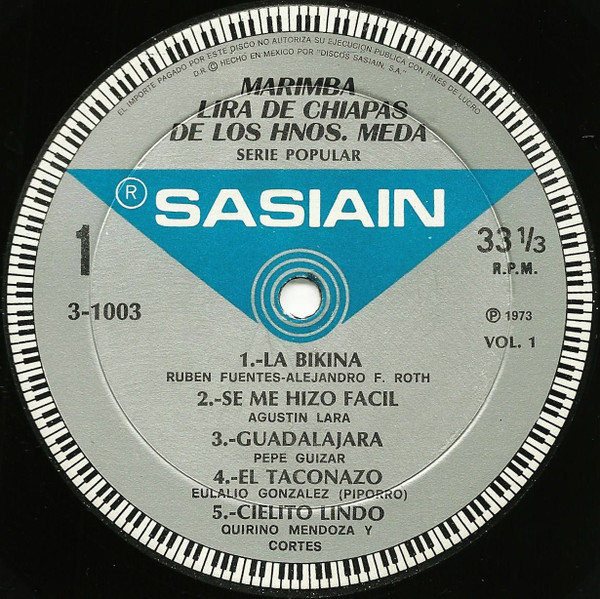 EL IMPORTE PAGADO POR ESTE DISCO NO AUTORIZA SU EJECUCION PUBLICA CON FINES DE LUCRO
D.R. © HECHO EN MEXICO POR "DISCOS SASIAIN, S.A."
MARIMBA
LIRA DE CHIAPAS
DE LOS HNOS. MEDA
SERIE POPULAR
® SASIAIN
1
33 1/3
R.P.M.
3-1003
℗ 1973
VOL. 1
1.-LA BIKINA
RUBEN FUENTES-ALEJANDRO F. ROTH
2.-SE ME HIZO FACIL
AGUSTIN LARA
3.-GUADALAJARA
PEPE GUIZAR
4.-EL TACONAZO
EULALIO GONZALEZ (PIPORRO)
5.-CIELITO LINDO
QUIRINO MENDOZA Y
CORTES